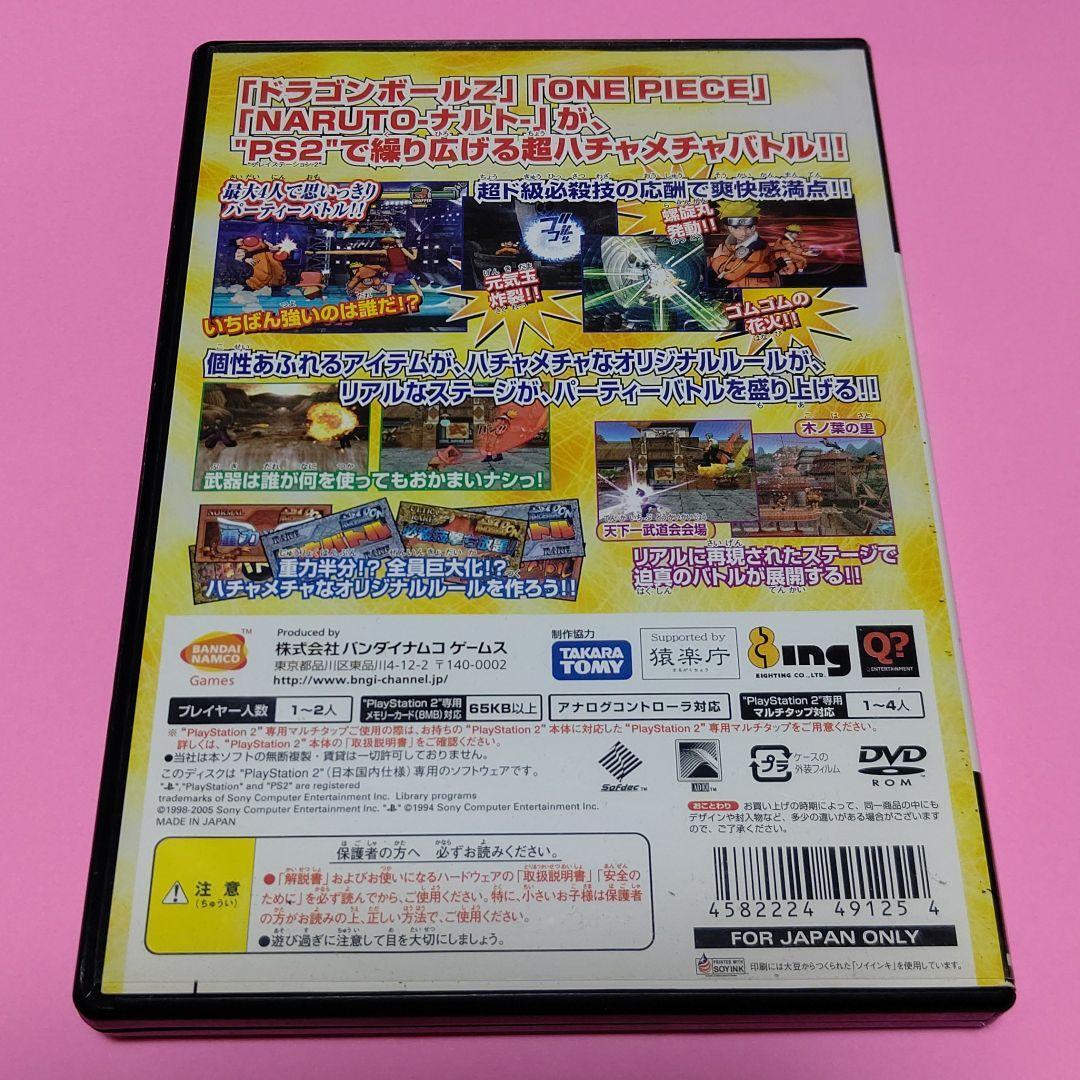 「ドラゴンボールZ」「ONE PIECE」
「NARUTO-ナルト-」が、
"PS2"で繰り広げる超ハチャメチャバトル!!
"プレイステーション 2"
最大4人で思いっきり
パーティーバトル!!
いちばん強いのは誰だ!?
超ド級必殺技の応酬で爽快感満点!!
CHOPPER
元気玉
炸裂!!
螺旋丸
発動!!
ゴムゴムの
花火!!
個性あふれるアイテムが、ハチャメチャなオリジナルルールが、
リアルなステージが、パーティーバトルを盛り上げる!!
武器は誰が何を使ってもおかまいナシっ!
木ノ葉の里
天下一武道会会場
リアルに再現されたステージで
迫真のバトルが展開する!!
NORMAL
重力
RARE
重力半分!? 全員巨大化!?
ハチャメチャなオリジナルルールを作ろう!!
BANDAI
NAMCO
Games
TM
Produced by
株式会社 バンダイナムコ ゲームス
東京都品川区東品川4-12-2 〒140-0002
http://www.bngi-channel.jp/
制作協力
TAKARA
TOMY
Supported by
猿楽庁
さるがくちょう
8ing
EIGHTING CO.,LTD.
Q?
Q ENTERTAINMENT
プレイヤー人数 1〜2人
"PlayStation 2"専用
メモリーカード(8MB)対応 65KB以上
アナログコントローラ対応
"PlayStation 2"専用
マルチタップ対応 1〜4人
※ "PlayStation 2"専用マルチタップご使用の際は、お持ちの "PlayStation 2"本体に対応した "PlayStation 2"専用マルチタップをご用意ください。
詳しくは、"PlayStation 2"本体の「取扱説明書」をご確認ください。
●当社は本ソフトの無断複製・賃貸は一切許可しておりません。
このディスクは "PlayStation 2"(日本国内仕様)専用のソフトウェアです。
","PlayStation" and "PS2" are registered
trademarks of Sony Computer Entertainment Inc. Library programs
©1998-2005 Sony Computer Entertainment Inc. " " ©1994 Sony Computer Entertainment Inc.
MADE IN JAPAN
Sofdec™
ADX
プラ
ケースの
外装フィルム
DVD
ROM
おことわり お買い上げの時期によって、同一商品の中にも
デザインや封入物など、多少の違いがある場合がございます
ので、ご了承ください。
注意
(ちゅうい)
保護者の方へ 必ずお読みください。
●「解説書」およびお使いになるハードウェアの「取扱説明書」「安全の
ために」を必ず読んでから、ご使用ください。特に、小さいお子様は保護者
の方がお読みの上、正しい方法で、ご使用ください。
●遊び過ぎに注意して目を大切にしましょう。
4582224 49125 4
FOR JAPAN ONLY
PRINTED WITH
SOY INK
印刷には大豆からつくられた「ソイインキ」を使用しています。